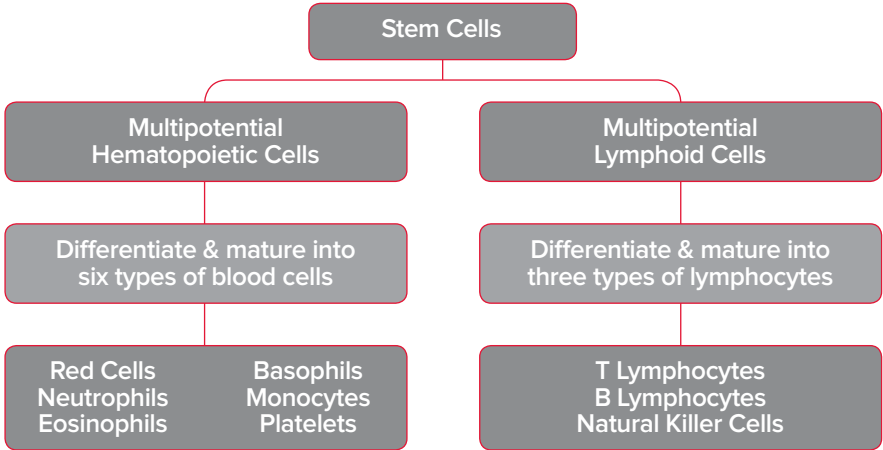 Stem Cells
Multipotential
Hematopoietic Cells
Multipotential
Lymphoid Cells
Differentiate & mature into
six types of blood cells
Differentiate & mature into
three types of lymphocytes
Red Cells
Neutrophils
Eosinophils
Basophils
Monocytes
Platelets
T Lymphocytes
B Lymphocytes
Natural Killer Cells